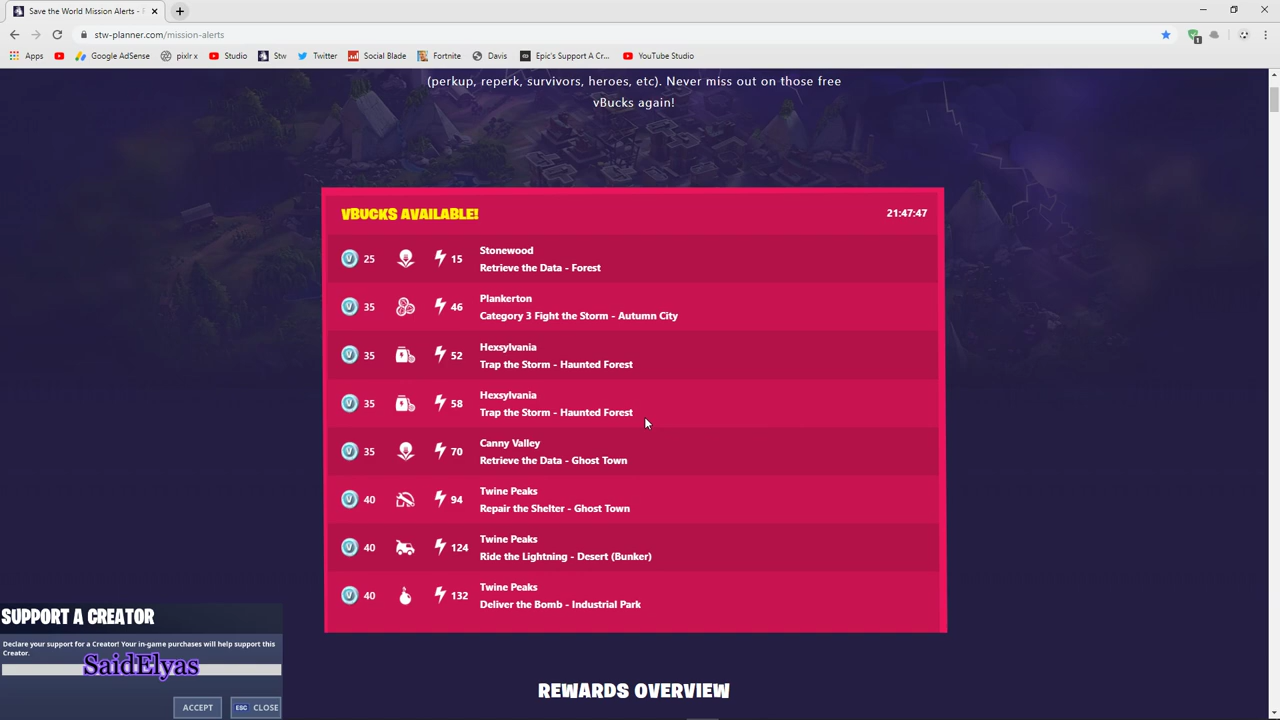 Save the World Mission Alerts - F
stw-planner.com/mission-alerts
1
Apps
Google AdSense
pixlr x
Studio
Stw
Twitter
Social Blade
Fortnite
Davis
Epic's Support A Cr...
YouTube Studio
(perkup, reperk, survivors, heroes, etc). Never miss out on those free
vBucks again!
VBUCKS AVAILABLE!
21:47:47
25 15 Stonewood
Retrieve the Data - Forest
35 46 Plankerton
Category 3 Fight the Storm - Autumn City
35 52 Hexsylvania
Trap the Storm - Haunted Forest
35 58 Hexsylvania
Trap the Storm - Haunted Forest
35 70 Canny Valley
Retrieve the Data - Ghost Town
40 94 Twine Peaks
Repair the Shelter - Ghost Town
40 124 Twine Peaks
Ride the Lightning - Desert (Bunker)
40 132 Twine Peaks
Deliver the Bomb - Industrial Park
REWARDS OVERVIEW
SUPPORT A CREATOR
Declare your support for a Creator! Your in-game purchases will help support this
Creator.
SaidElyas
ACCEPT
ESC CLOSE